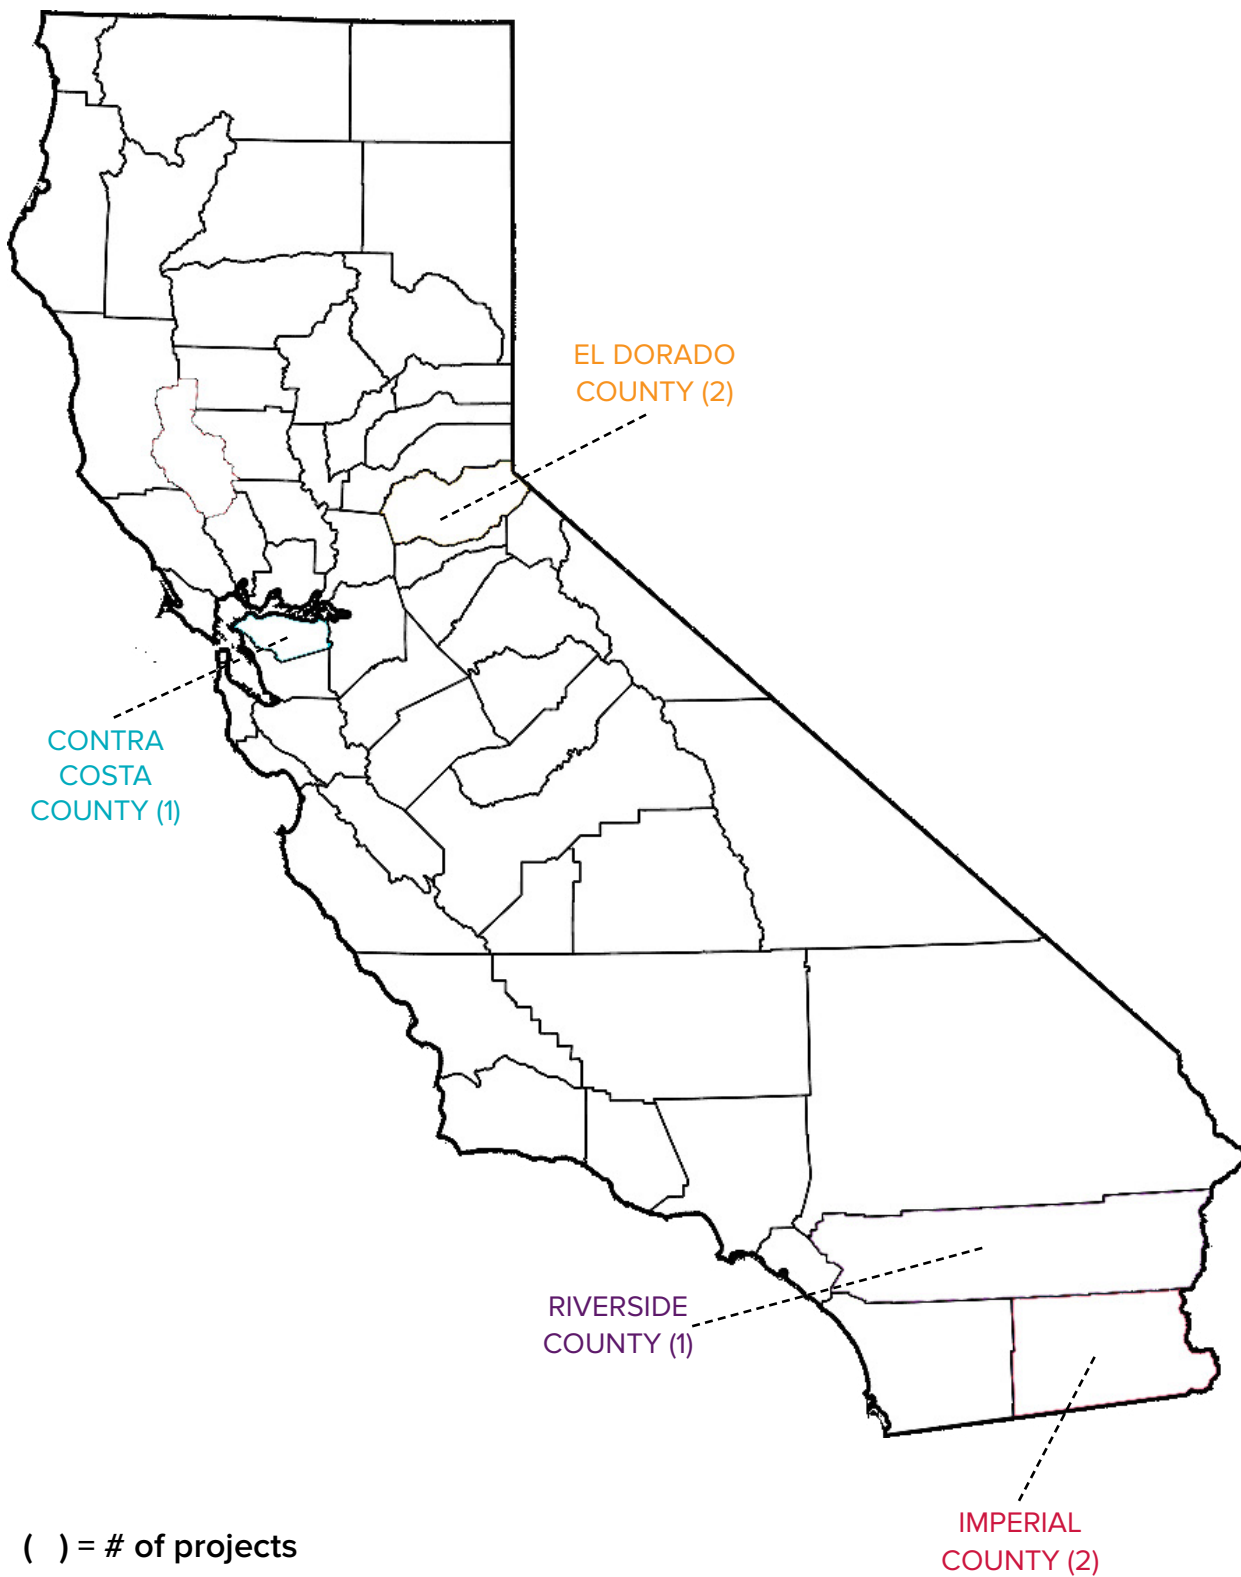 EL DORADO
COUNTY (2)
CONTRA
COSTA
COUNTY (1)
RIVERSIDE
COUNTY (1)
IMPERIAL
COUNTY (2)
( ) = # of projects